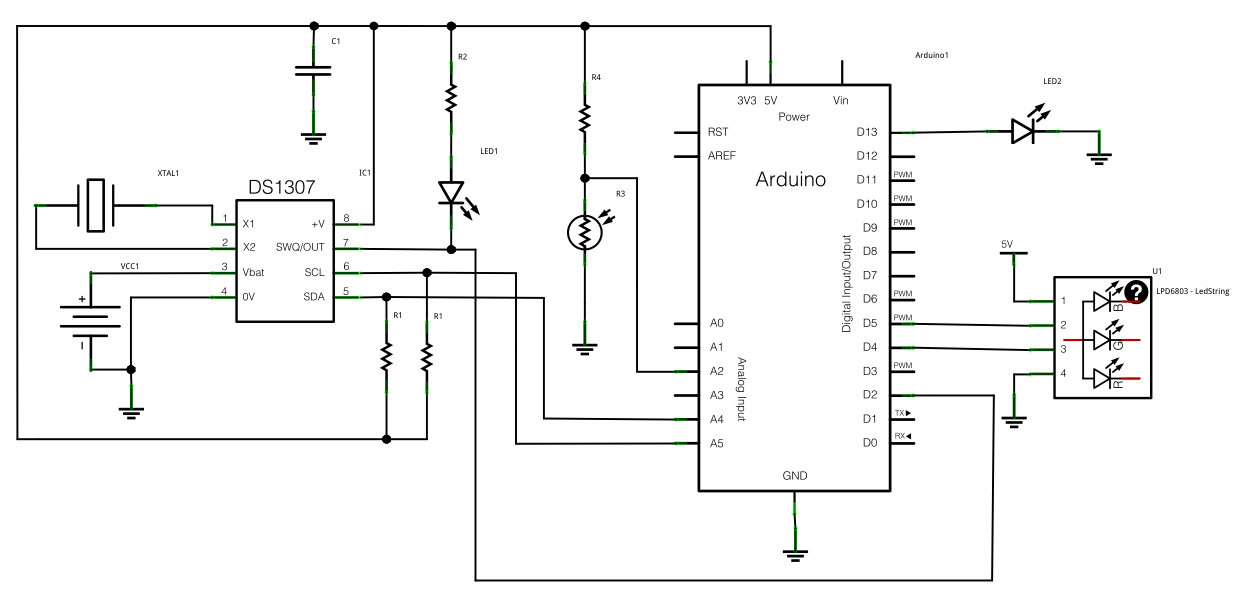 C1
R2
R4
Arduino1
LED2
3V3 5V Vin
Power
RST
AREF
Arduino
D13
D12
D11 PWM
D10 PWM
D9 PWM
D8
D7
D6 PWM
D5 PWM
D4
D3 PWM
D2
D1 TX
D0 RX
Digital Input/Output
A0
A1
A2
A3
A4
A5
Analog Input
GND
LED1
XTAL1
IC1
DS1307
1 X1
2 X2
3 Vbat
4 0V
+V 8
SWQ/OUT 7
SCL 6
SDA 5
VCC1
+
R3
R1
R1
5V
U1
LPD6803 - LedString
?
1
2
3
4
B
G
R